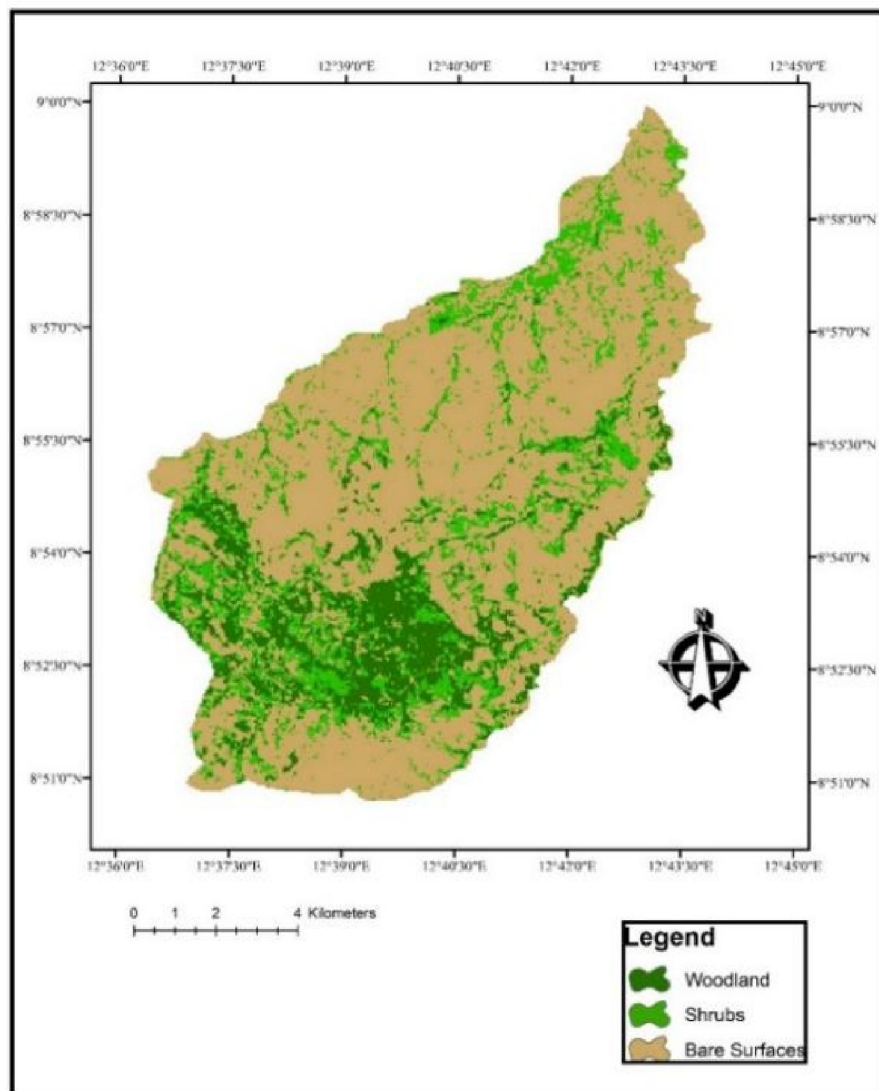 12°36'0"E 12°37'30"E 12°39'0"E 12°40'30"E 12°42'0"E 12°43'30"E 12°45'0"E
9°0'0"N 9°0'0"N
8°58'30"N 8°58'30"N
8°57'0"N 8°57'0"N
8°55'30"N 8°55'30"N
8°54'0"N 8°54'0"N
N
8°52'30"N 8°52'30"N
8°51'0"N 8°51'0"N
12°36'0"E 12°37'30"E 12°39'0"E 12°40'30"E 12°42'0"E 12°43'30"E 12°45'0"E
0 1 2 4 Kilometers
Legend
Woodland
Shrubs
Bare Surfaces